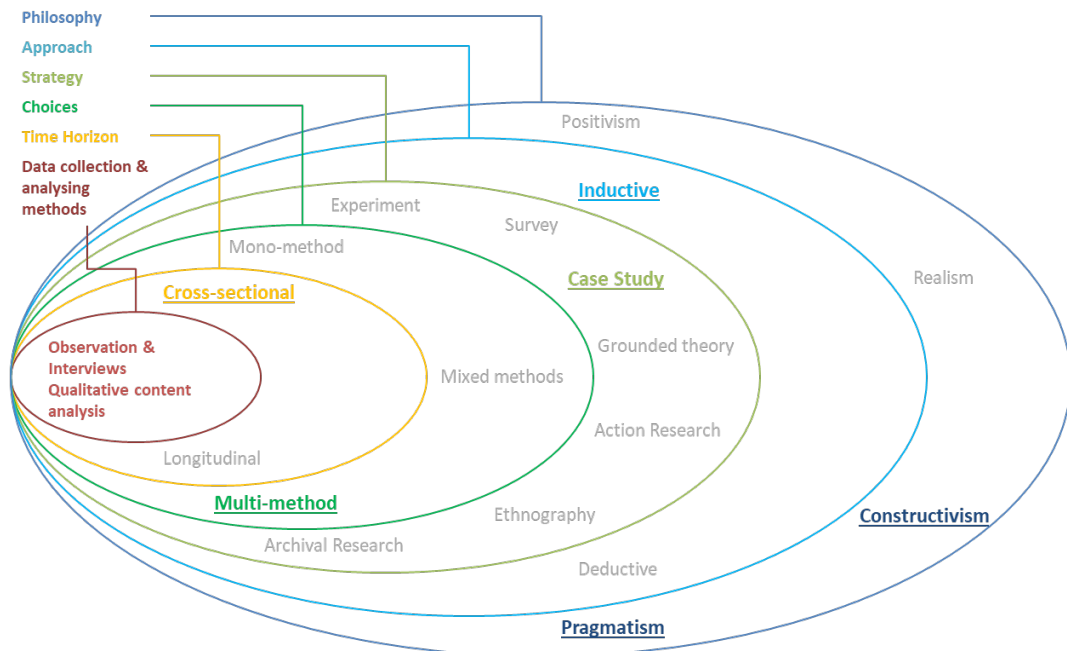 Philosophy
Approach
Strategy
Choices
Time Horizon
Data collection &
analysing
methods
Positivism
Inductive
Experiment
Survey
Mono-method
Case Study
Realism
Cross-sectional
Observation &
Interviews
Qualitative content
analysis
Grounded theory
Mixed methods
Action Research
Longitudinal
Multi-method
Ethnography
Constructivism
Archival Research
Deductive
Pragmatism